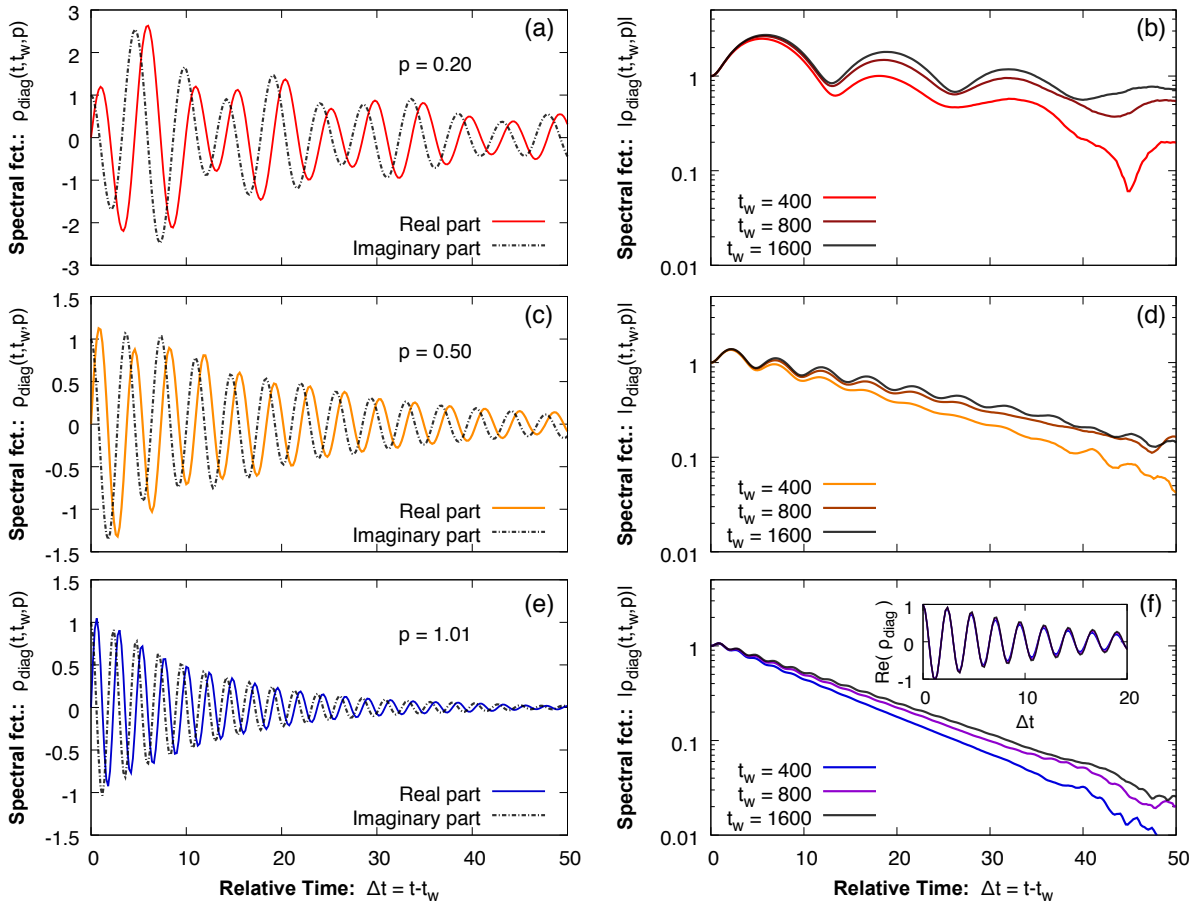 Spectral fct.: ρdiag(t,tw,p)
3
2
1
0
-1
-2
-3
(a)
p = 0.20
Real part
Imaginary part
Spectral fct.: |ρdiag(t,tw,p)|
1
0.1
0.01
(b)
tw = 400
tw = 800
tw = 1600
Spectral fct.: ρdiag(t,tw,p)
1.5
1
0.5
0
-0.5
-1
-1.5
(c)
p = 0.50
Real part
Imaginary part
Spectral fct.: |ρdiag(t,tw,p)|
1
0.1
0.01
(d)
tw = 400
tw = 800
tw = 1600
Spectral fct.: ρdiag(t,tw,p)
1.5
1
0.5
0
-0.5
-1
-1.5
(e)
p = 1.01
Real part
Imaginary part
0 10 20 30 40 50
Relative Time: Δt = t-tw
Spectral fct.: |ρdiag(t,tw,p)|
1
0.1
0.01
(f)
Re( ρdiag )
1
0
-1
0 10 20
Δt
tw = 400
tw = 800
tw = 1600
0 10 20 30 40 50
Relative Time: Δt = t-tw